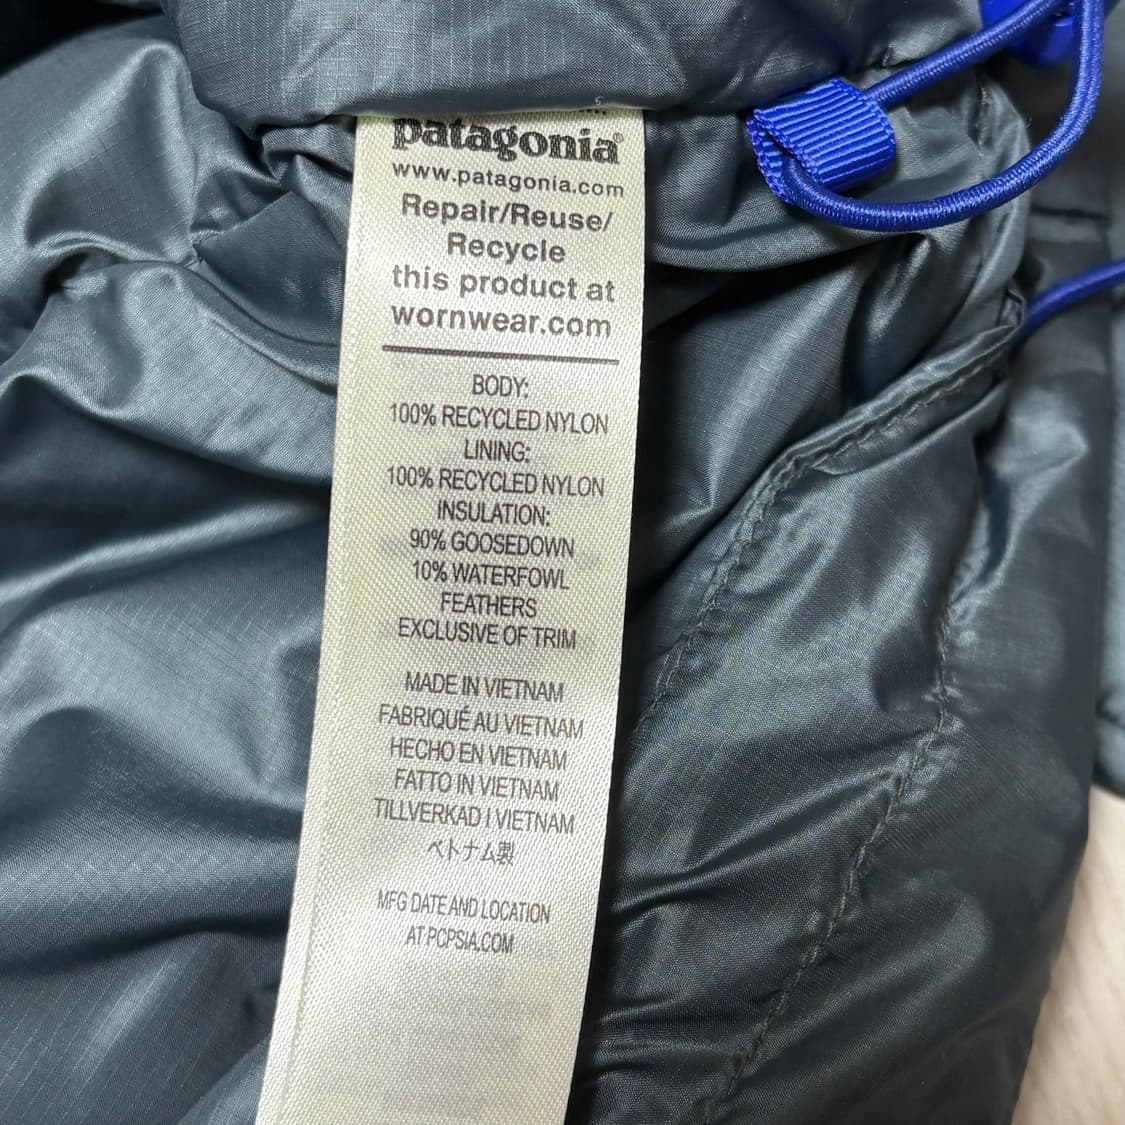 patagonia®
www.patagonia.com
Repair/Reuse/
Recycle
this product at
wornwear.com
BODY:
100% RECYCLED NYLON
LINING:
100% RECYCLED NYLON
INSULATION:
90% GOOSEDOWN
10% WATERFOWL
FEATHERS
EXCLUSIVE OF TRIM
MADE IN VIETNAM
FABRIQUÉ AU VIETNAM
HECHO EN VIETNAM
FATTO IN VIETNAM
TILLVERKAD I VIETNAM
ベトナム製
MFG DATE AND LOCATION
AT PCPSIA.COM